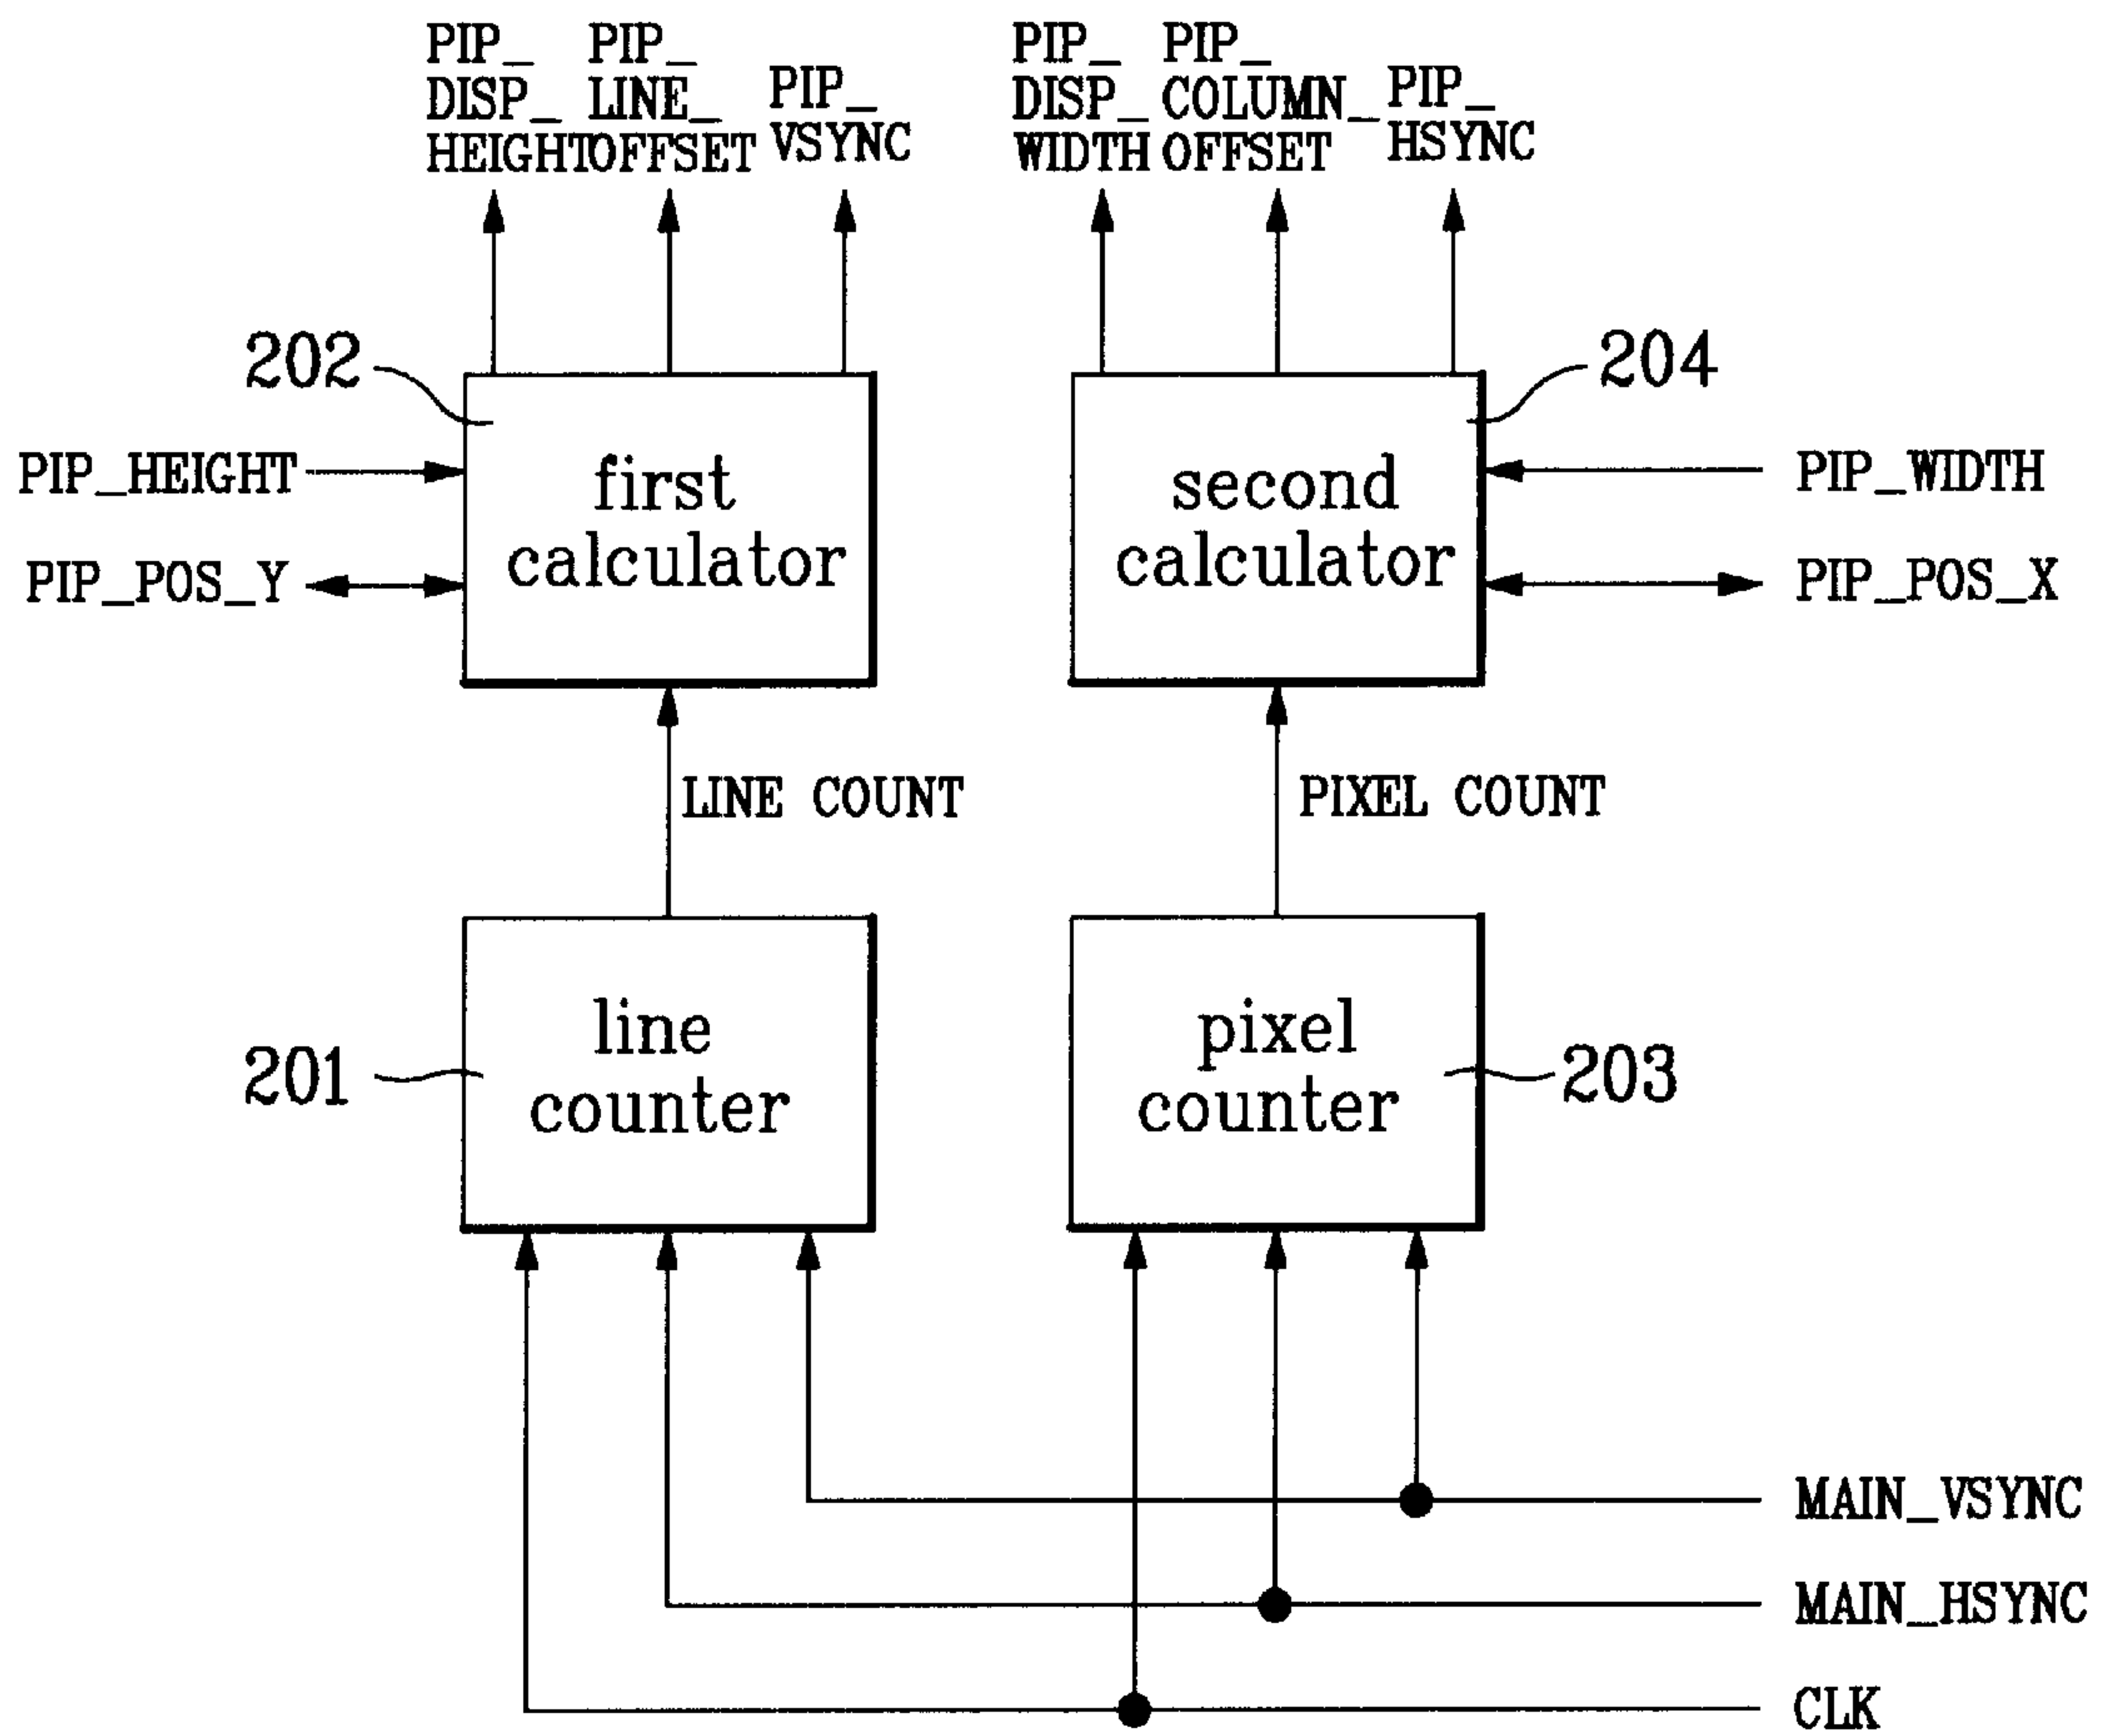 PIP_
DISP_
HEIGHT
PIP_
LINE_
OFFSET
PIP_
VSYNC
PIP_
DISP_
WIDTH
PIP_
COLUMN_
OFFSET
PIP_
HSYNC
202
204
PIP_HEIGHT
first
calculator
second
calculator
PIP_WIDTH
PIP_POS_Y
PIP_POS_X
LINE COUNT
PIXEL COUNT
201
line
counter
pixel
counter
203
MAIN_VSYNC
MAIN_HSYNC
CLK